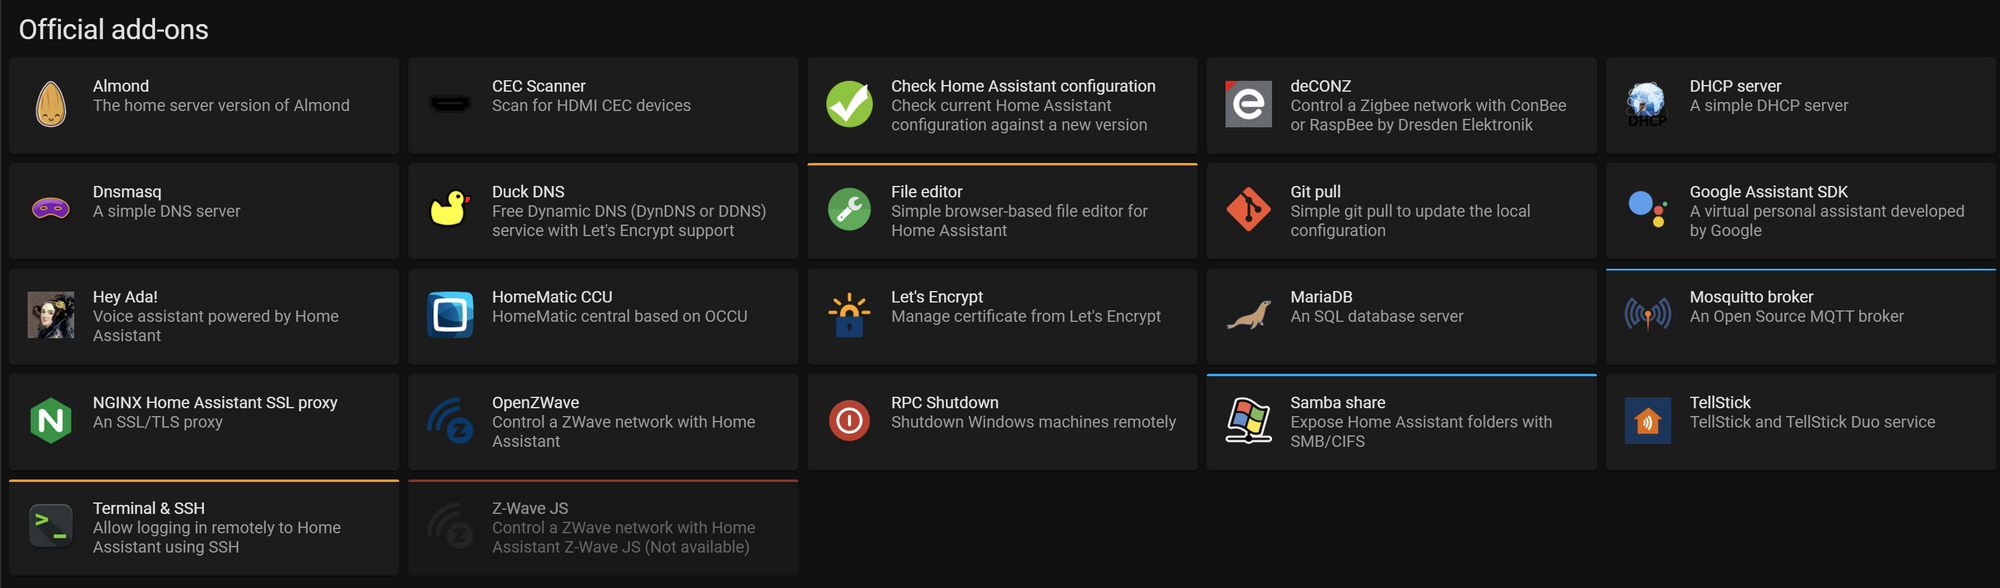 Official add-ons
Almond
The home server version of Almond
CEC Scanner
Scan for HDMI CEC devices
Check Home Assistant configuration
Check current Home Assistant
configuration against a new version
deCONZ
Control a Zigbee network with ConBee
or RaspBee by Dresden Elektronik
DHCP
DHCP server
A simple DHCP server
Dnsmasq
A simple DNS server
Duck DNS
Free Dynamic DNS (DynDNS or DDNS)
service with Let's Encrypt support
File editor
Simple browser-based file editor for
Home Assistant
Git pull
Simple git pull to update the local
configuration
Google Assistant SDK
A virtual personal assistant developed
by Google
Hey Ada!
Voice assistant powered by Home
Assistant
HomeMatic CCU
HomeMatic central based on OCCU
Let's Encrypt
Manage certificate from Let's Encrypt
MariaDB
An SQL database server
Mosquitto broker
An Open Source MQTT broker
N
NGINX Home Assistant SSL proxy
An SSL/TLS proxy
Z
OpenZWave
Control a ZWave network with Home
Assistant
RPC Shutdown
Shutdown Windows machines remotely
Samba share
Expose Home Assistant folders with
SMB/CIFS
TellStick
TellStick and TellStick Duo service
>_
Terminal & SSH
Allow logging in remotely to Home
Assistant using SSH
Z
Z-Wave JS
Control a ZWave network with Home
Assistant Z-Wave JS (Not available)